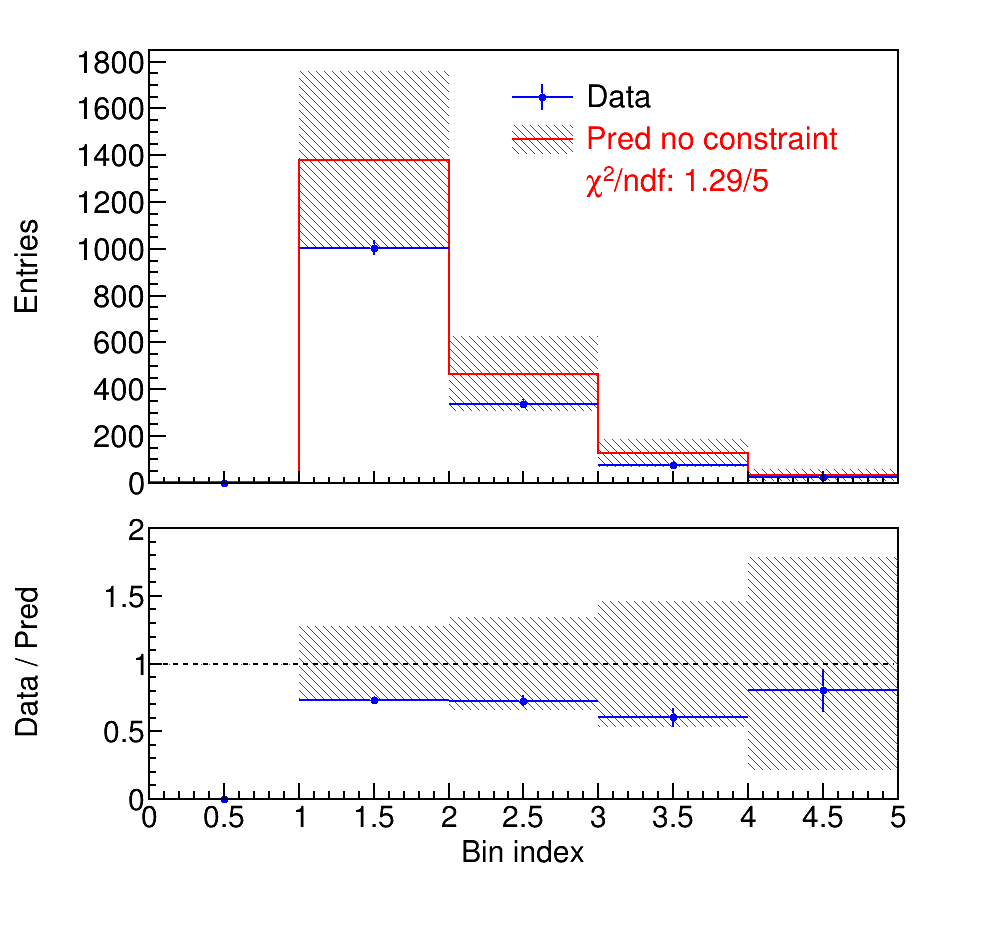 1800
1600
1400
1200
1000
800
600
400
200
0
Entries
Data
Pred no constraint
χ²/ndf: 1.29/5
2
1.5
1
0.5
0
Data / Pred
0 0.5 1 1.5 2 2.5 3 3.5 4 4.5 5
Bin index